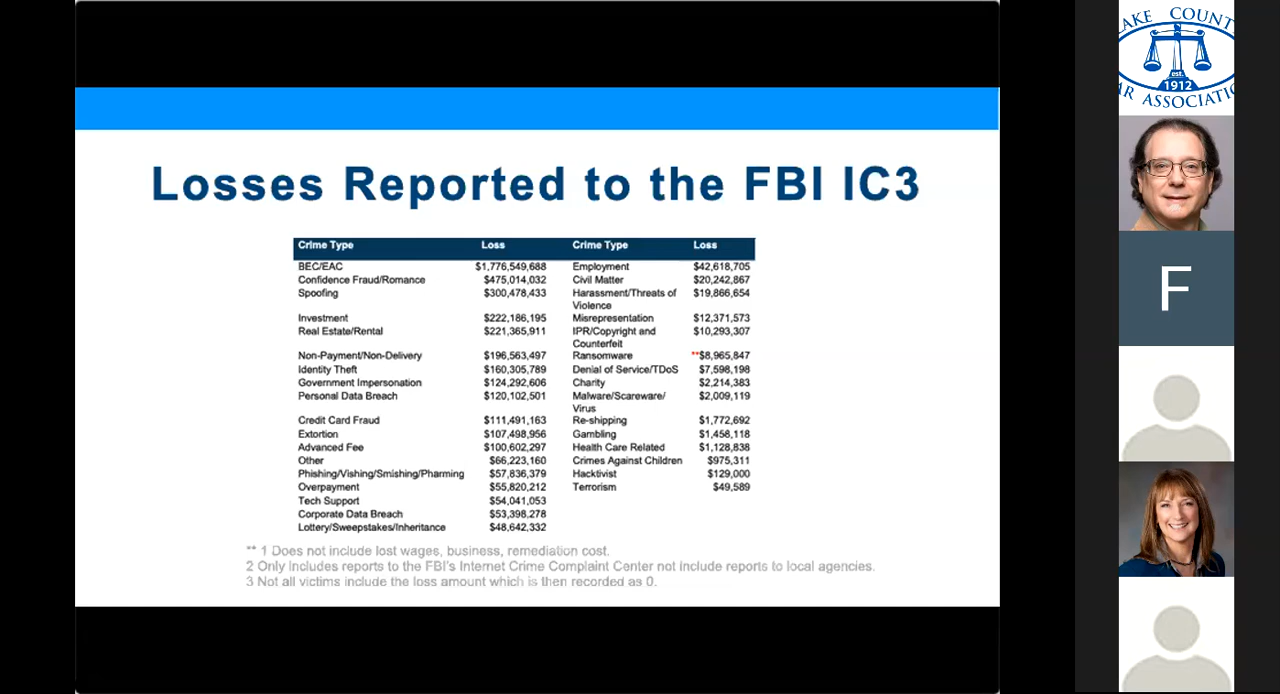 Losses Reported to the FBI IC3
Crime Type Loss Crime Type Loss
BEC/EAC $1,776,549,688 Employment $42,618,705
Confidence Fraud/Romance $475,014,032 Civil Matter $20,242,867
Spoofing $300,478,433 Harassment/Threats of $19,866,654
Violence
Investment $222,186,195 Misrepresentation $12,371,573
Real Estate/Rental $221,365,911 IPR/Copyright and $10,293,307
Counterfeit
Non-Payment/Non-Delivery $196,563,497 Ransomware **$8,965,847
Identity Theft $160,305,789 Denial of Service/TDoS $7,598,198
Government Impersonation $124,292,606 Charity $2,214,383
Personal Data Breach $120,102,501 Malware/Scareware/ $2,009,119
Virus
Credit Card Fraud $111,491,163 Re-shipping $1,772,692
Extortion $107,498,956 Gambling $1,458,118
Advanced Fee $100,602,297 Health Care Related $1,128,838
Other $66,223,160 Crimes Against Children $975,311
Phishing/Vishing/Smishing/Pharming $57,836,379 Hacktivist $129,000
Overpayment $55,820,212 Terrorism $49,589
Tech Support $54,041,053
Corporate Data Breach $53,398,278
Lottery/Sweepstakes/Inheritance $48,642,332
** 1 Does not include lost wages, business, remediation cost.
2 Only Includes reports to the FBI's Internet Crime Complaint Center not include reports to local agencies.
3 Not all victims include the loss amount which is then recorded as 0.
AKE COUNT
est.
1912
AR ASSOCIATIO
F